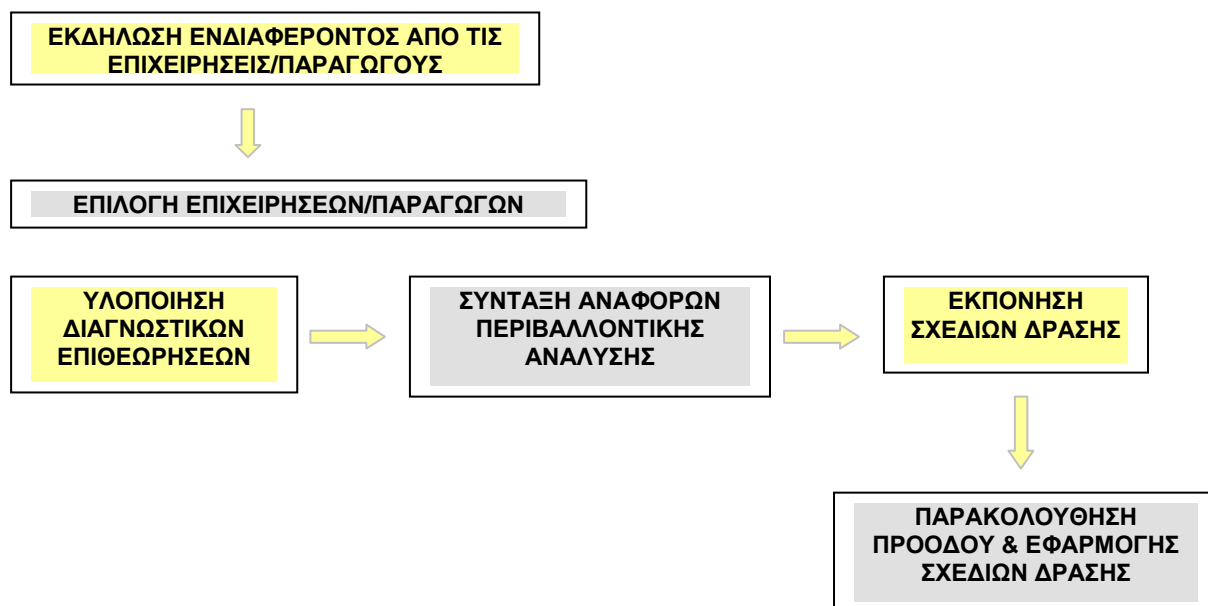 ΕΚΔΗΛΩΣΗ ΕΝΔΙΑΦΕΡΟΝΤΟΣ ΑΠΟ ΤΙΣ
ΕΠΙΧΕΙΡΗΣΕΙΣ/ΠΑΡΑΓΩΓΟΥΣ
ΕΠΙΛΟΓΗ ΕΠΙΧΕΙΡΗΣΕΩΝ/ΠΑΡΑΓΩΓΩΝ
ΥΛΟΠΟΙΗΣΗ
ΔΙΑΓΝΩΣΤΙΚΩΝ
ΕΠΙΘΕΩΡΗΣΕΩΝ
ΣΥΝΤΑΞΗ ΑΝΑΦΟΡΩΝ
ΠΕΡΙΒΑΛΛΟΝΤΙΚΗΣ
ΑΝΑΛΥΣΗΣ
ΕΚΠΟΝΗΣΗ
ΣΧΕΔΙΩΝ ΔΡΑΣΗΣ
ΠΑΡΑΚΟΛΟΥΘΗΣΗ
ΠΡΟΟΔΟΥ & ΕΦΑΡΜΟΓΗΣ
ΣΧΕΔΙΩΝ ΔΡΑΣΗΣ